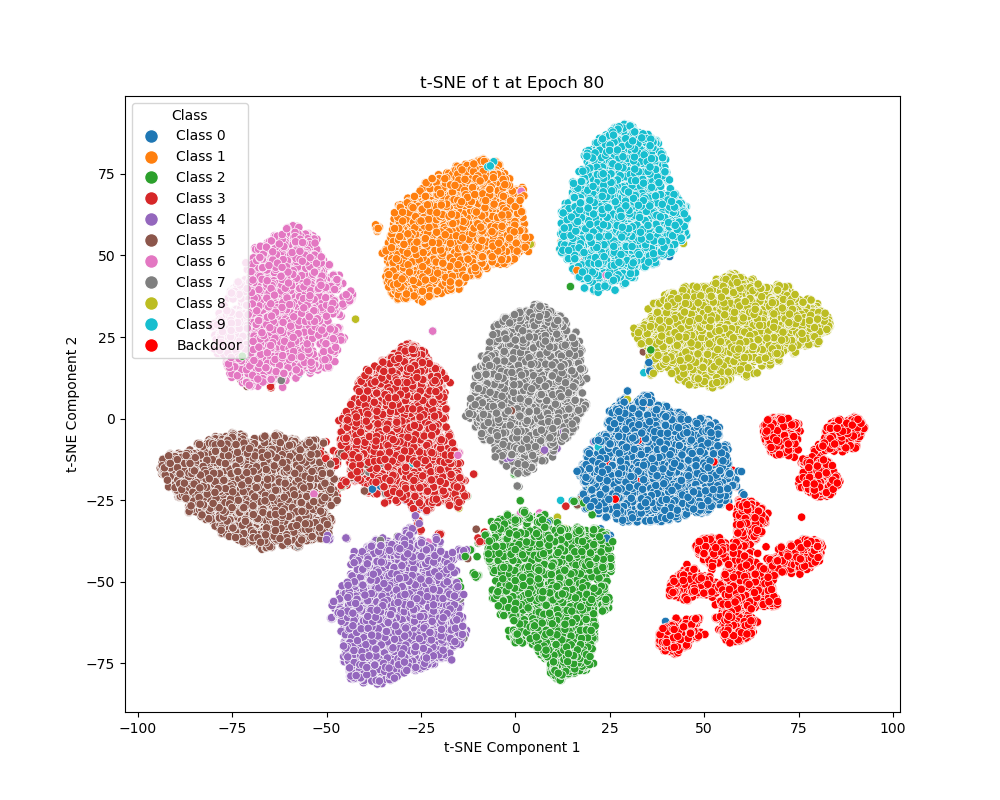 t-SNE of t at Epoch 80
Class
Class 0
Class 1
Class 2
Class 3
Class 4
Class 5
Class 6
Class 7
Class 8
Class 9
Backdoor
75
50
25
0
−25
−50
−75
t-SNE Component 2
−100
−75
−50
−25
0
25
50
75
100
t-SNE Component 1